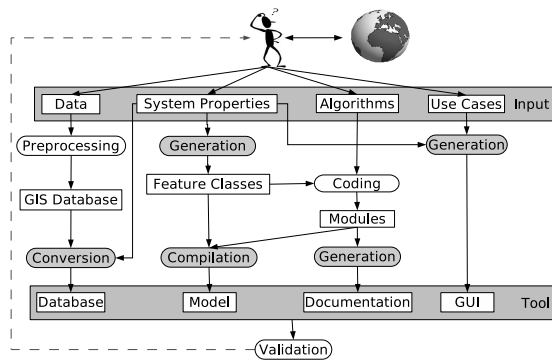 ?
Data
System Properties
Algorithms
Use Cases
Input
Preprocessing
Generation
Generation
GIS Database
Feature Classes
Coding
Modules
Conversion
Compilation
Generation
Database
Model
Documentation
GUI
Tool
Validation